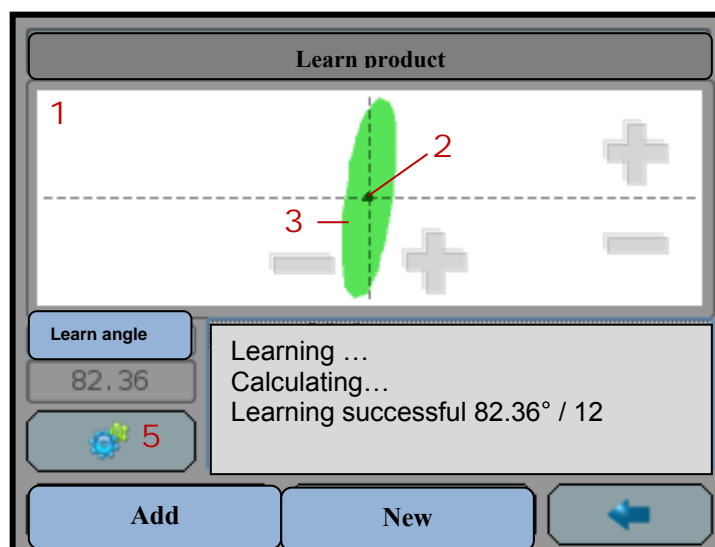 Learn product
1
2
3
Learn angle
82.36
5
Learning …
Calculating…
Learning successful 82.36° / 12
Add
New